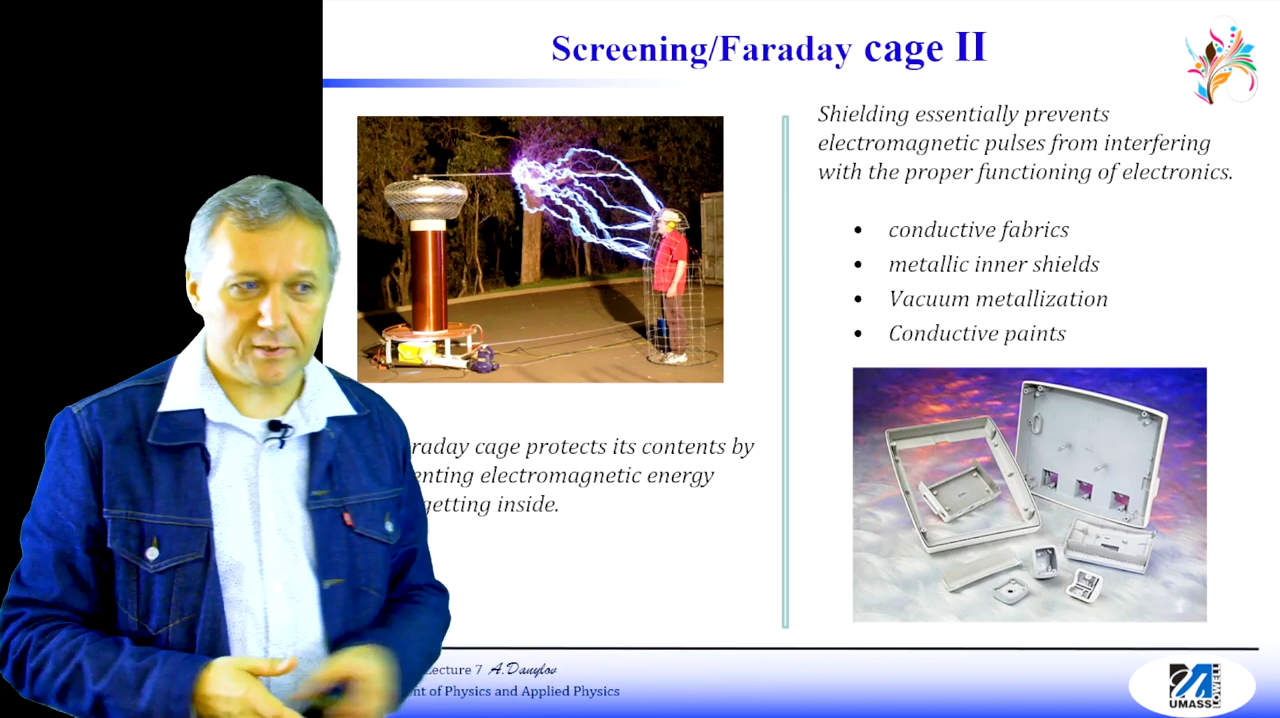 Screening/Faraday cage II
Shielding essentially prevents
electromagnetic pulses from interfering
with the proper functioning of electronics.
• conductive fabrics
• metallic inner shields
• Vacuum metallization
• Conductive paints
raday cage protects its contents by
enting electromagnetic energy
getting inside.
Lecture 7 A.Danylov
nt of Physics and Applied Physics
UMASS
LOWELL